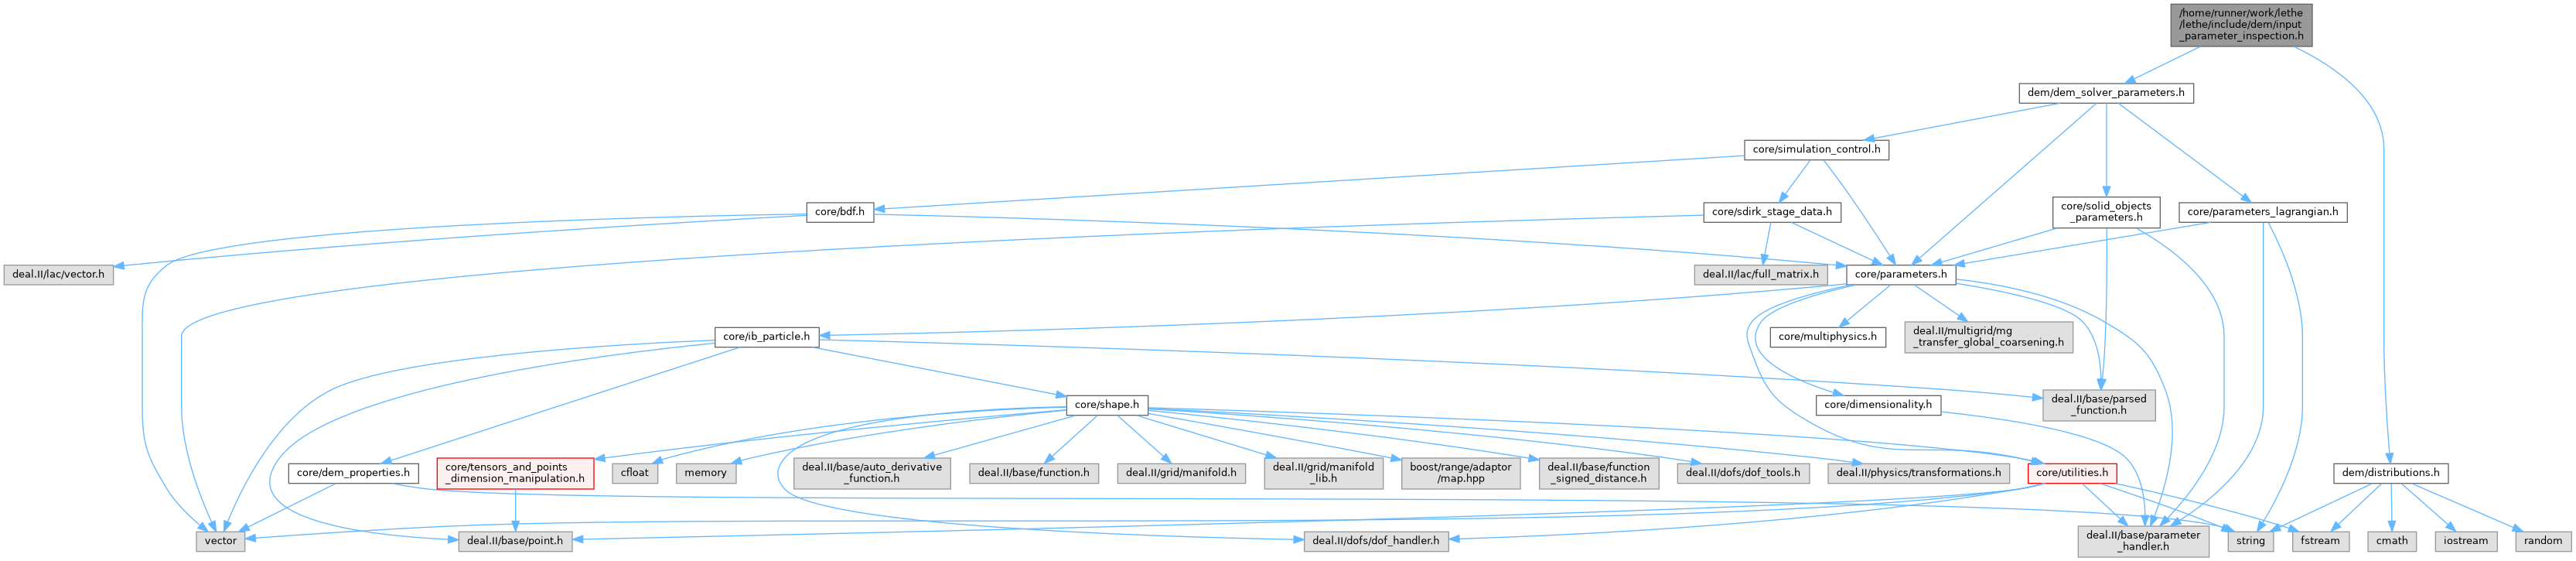 /home/runner/work/lethe
/lethe/include/dem/input
_parameter_inspection.h
dem/dem_solver_parameters.h
core/simulation_control.h
core/bdf.h
core/sdirk_stage_data.h
core/solid_objects
_parameters.h
core/parameters_lagrangian.h
deal.II/lac/vector.h
deal.II/lac/full_matrix.h
core/parameters.h
core/ib_particle.h
core/multiphysics.h
deal.II/multigrid/mg
_transfer_global_coarsening.h
core/shape.h
core/dimensionality.h
deal.II/base/parsed
_function.h
core/dem_properties.h
core/tensors_and_points
_dimension_manipulation.h
cfloat
memory
deal.II/base/auto_derivative
_function.h
deal.II/base/function.h
deal.II/grid/manifold.h
deal.II/grid/manifold
_lib.h
boost/range/adaptor
/map.hpp
deal.II/base/function
_signed_distance.h
deal.II/dofs/dof_tools.h
deal.II/physics/transformations.h
core/utilities.h
dem/distributions.h
vector
deal.II/base/point.h
deal.II/dofs/dof_handler.h
deal.II/base/parameter
_handler.h
string
fstream
cmath
iostream
random